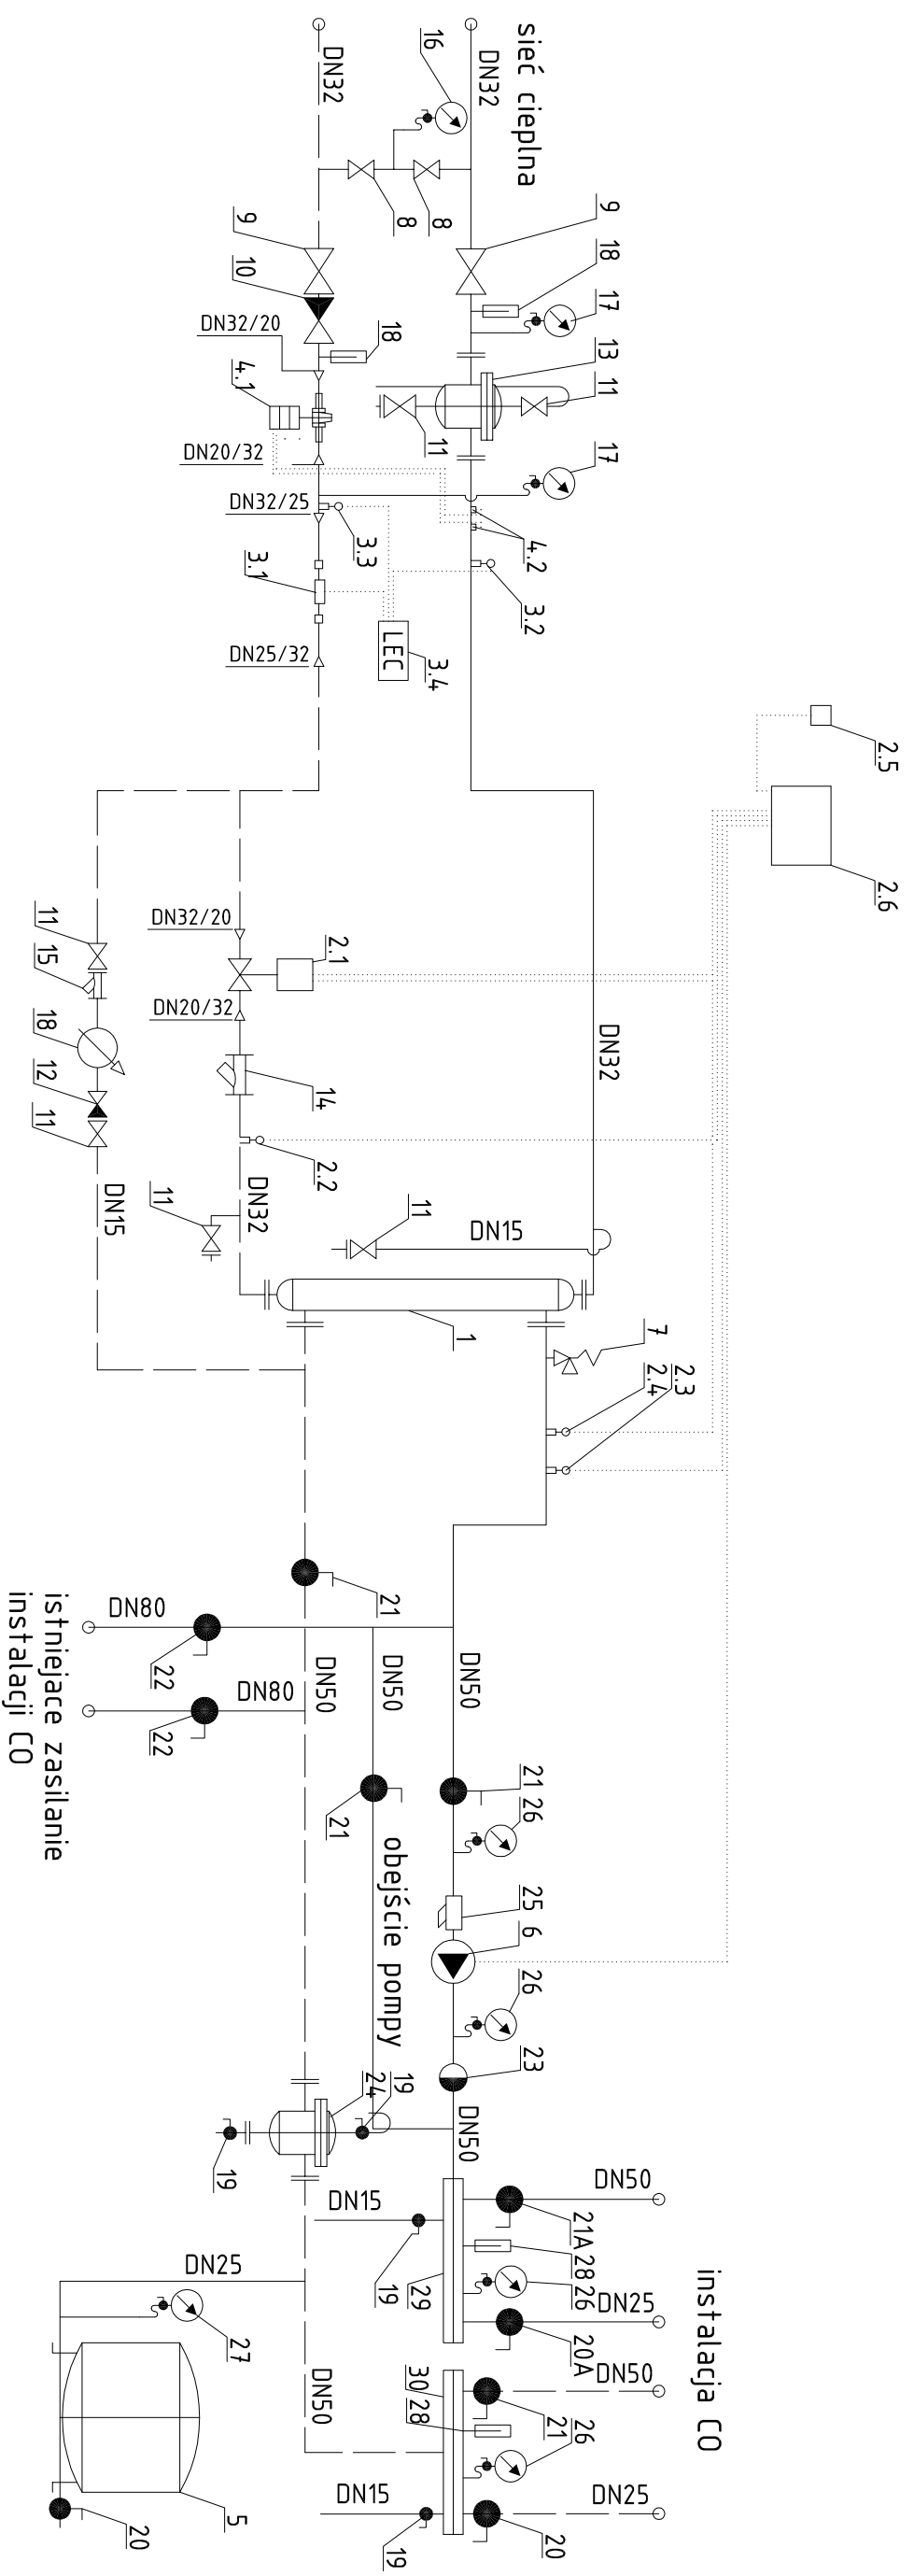 sieć cieplna
DN32
DN32
16
8
8
9
9
10
18
17
18
13
11
11
DN32/20
4.1
DN20/32
17
DN32/25
3.3
4.2
3.1
3.2
LEC
3.4
DN25/32
2.5
2.6
11
15
18
12
11
DN32/20
2.1
DN20/32
14
2.2
DN32
DN32
DN15
11
11
DN15
1
7
2.4
2.3
21
DN80
22
DN80
22
DN50
DN50
DN50
istniejace zasilanie
instalacji CO
21
21
26
obejście pompy
25
6
26
23
19
24
19
DN50
DN50
21A
28
26
DN25
20A
DN15
19
29
instalacja CO
DN50
21
30
28
26
DN25
20
DN15
19
DN25
27
DN50
5
20